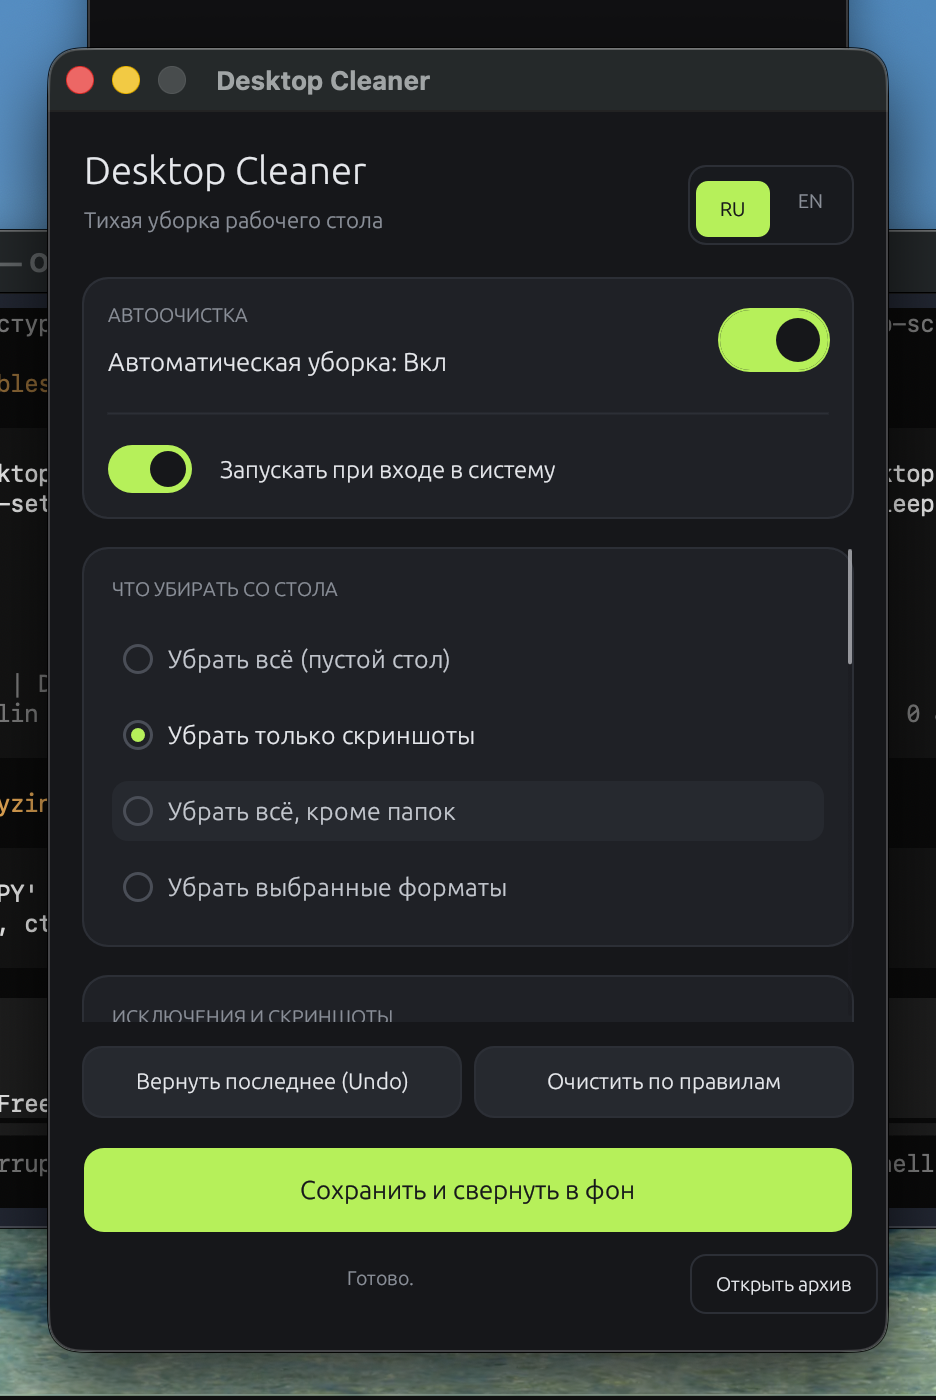 Desktop Cleaner
Desktop Cleaner
Тихая уборка рабочего стола
RU
EN
АВТООЧИСТКА
Автоматическая уборка: Вкл
Запускать при входе в систему
ЧТО УБИРАТЬ СО СТОЛА
Убрать всё (пустой стол)
Убрать только скриншоты
Убрать всё, кроме папок
Убрать выбранные форматы
ИСКЛЮЧЕНИЯ И СКРИНШОТЫ
Вернуть последнее (Undo)
Очистить по правилам
Сохранить и свернуть в фон
Готово.
Открыть архив